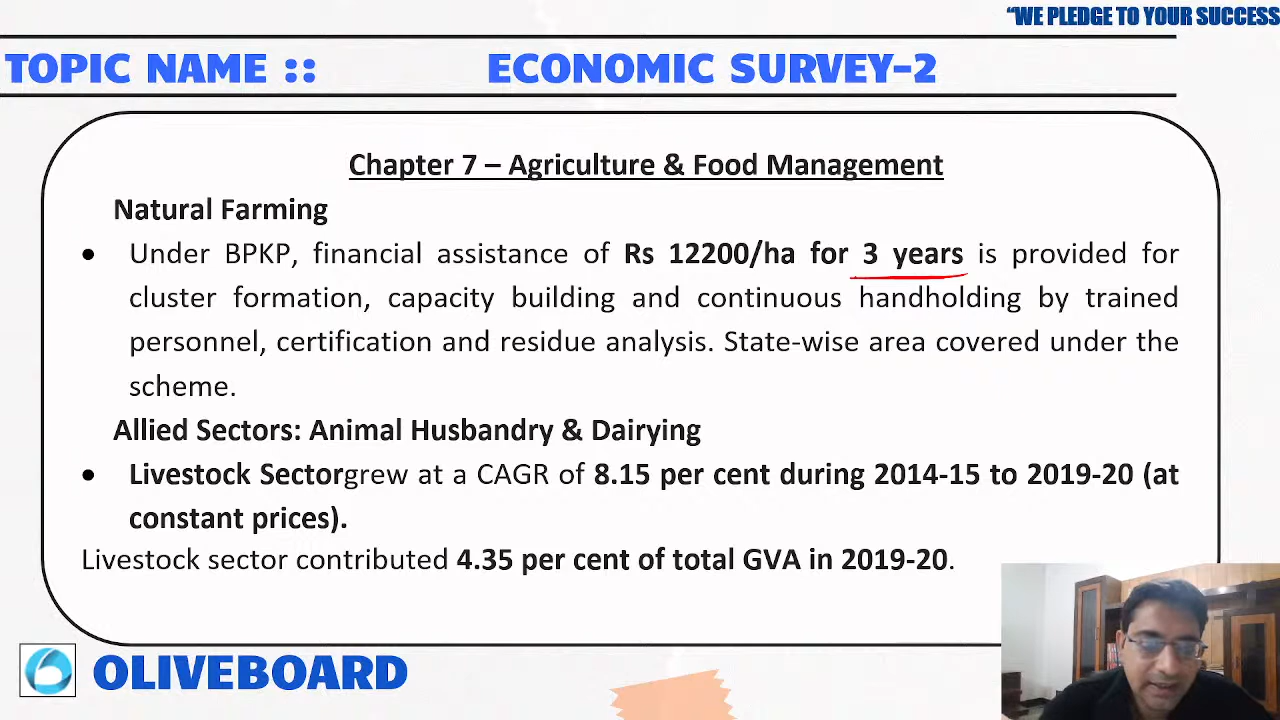 “WE PLEDGE TO YOUR SUCCESS
TOPIC NAME :: ECONOMIC SURVEY-2
Chapter 7 – Agriculture & Food Management
Natural Farming
• Under BPKP, financial assistance of Rs 12200/ha for 3 years is provided for
cluster formation, capacity building and continuous handholding by trained
personnel, certification and residue analysis. State-wise area covered under the
scheme.
Allied Sectors: Animal Husbandry & Dairying
• Livestock Sectorgrew at a CAGR of 8.15 per cent during 2014-15 to 2019-20 (at
constant prices).
Livestock sector contributed 4.35 per cent of total GVA in 2019-20.
OLIVEBOARD